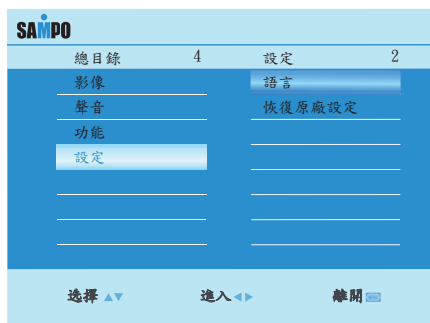 SAMPO
總目錄 4 設定 2
影像 語言
聲音 恢復原廠設定
功能
設定
选擇 ▲▼ 進入 ◀▶ 離開